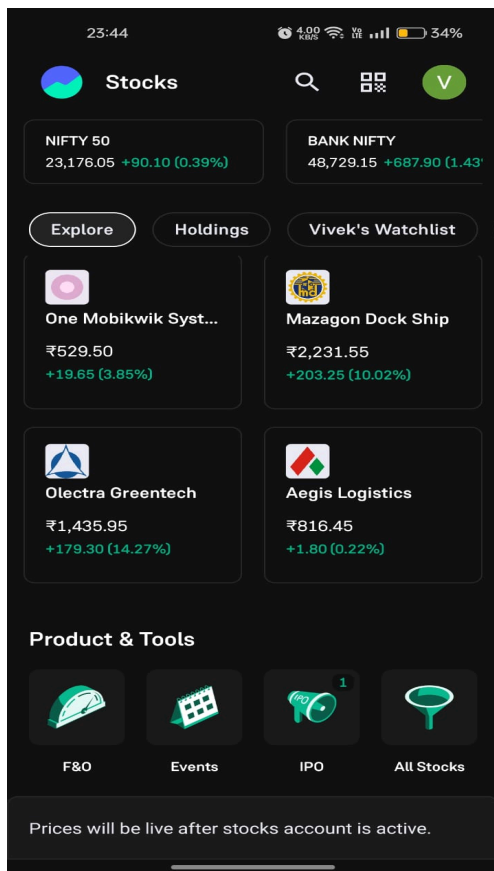 23:44
4.00 KB/S Vo LTE 34%
Stocks
V
NIFTY 50
23,176.05 +90.10 (0.39%)
BANK NIFTY
48,729.15 +687.90 (1.43
Explore
Holdings
Vivek's Watchlist
One Mobikwik Syst...
₹529.50
+19.65 (3.85%)
Mazagon Dock Ship
₹2,231.55
+203.25 (10.02%)
Olectra Greentech
₹1,435.95
+179.30 (14.27%)
Aegis Logistics
₹816.45
+1.80 (0.22%)
Product & Tools
IPO
1
F&O
Events
IPO
All Stocks
Prices will be live after stocks account is active.